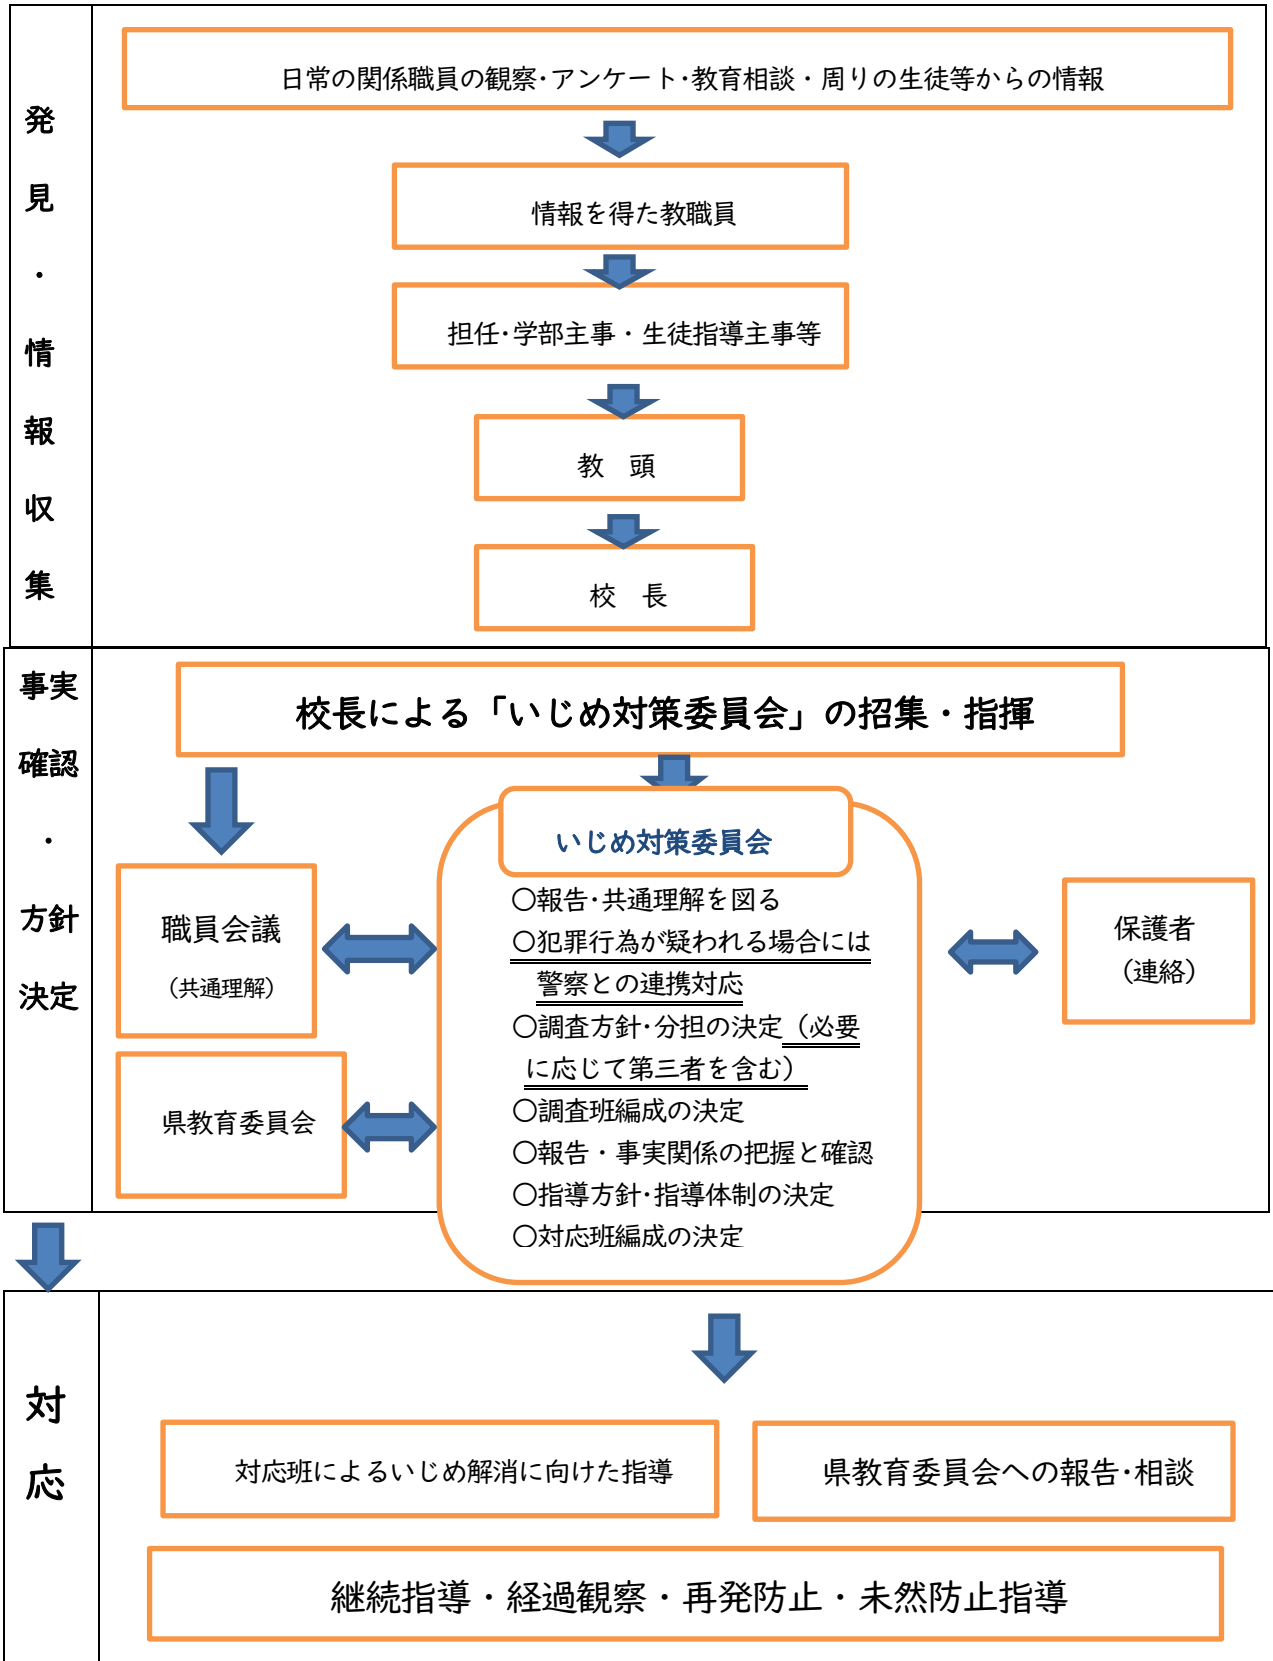 発見・情報収集
日常の関係職員の観察・アンケート・教育相談・周りの生徒等からの情報
情報を得た教職員
担任・学部主事・生徒指導主事等
教　頭
校　長
事実
確認
・
方針
決定
校長による「いじめ対策委員会」の招集・指揮
いじめ対策委員会
職員会議
（共通理解）
県教育委員会
〇報告・共通理解を図る
〇犯罪行為が疑われる場合には
警察との連携対応
〇調査方針・分担の決定（必要
に応じて第三者を含む）
〇調査班編成の決定
〇報告・事実関係の把握と確認
〇指導方針・指導体制の決定
〇対応班編成の決定
保護者
（連絡）
対応
対応班によるいじめ解消に向けた指導
県教育委員会への報告・相談
継続指導・経過観察・再発防止・未然防止指導